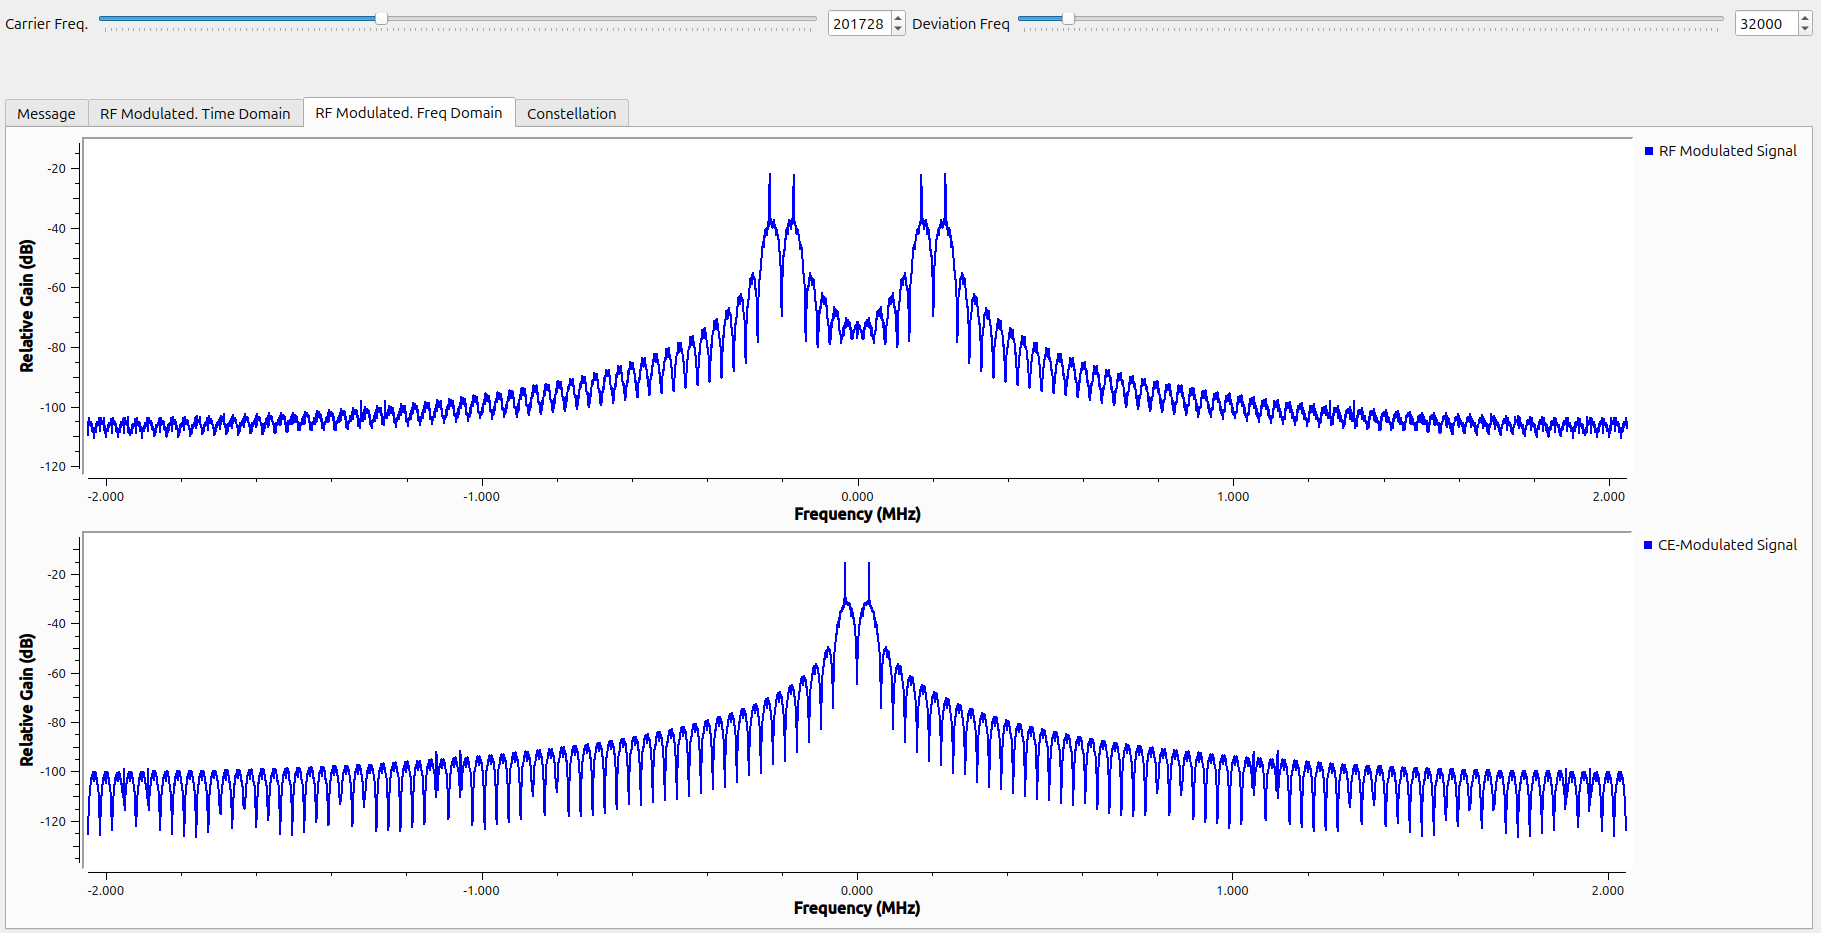 Carrier Freq. 201728 Deviation Freq 32000
Message RF Modulated. Time Domain RF Modulated. Freq Domain Constellation
RF Modulated Signal
-20
-40
-60
-80
-100
-120
Relative Gain (dB)
-2.000 -1.000 0.000 1.000 2.000
Frequency (MHz)
CE-Modulated Signal
-20
-40
-60
-80
-100
-120
Relative Gain (dB)
-2.000 -1.000 0.000 1.000 2.000
Frequency (MHz)